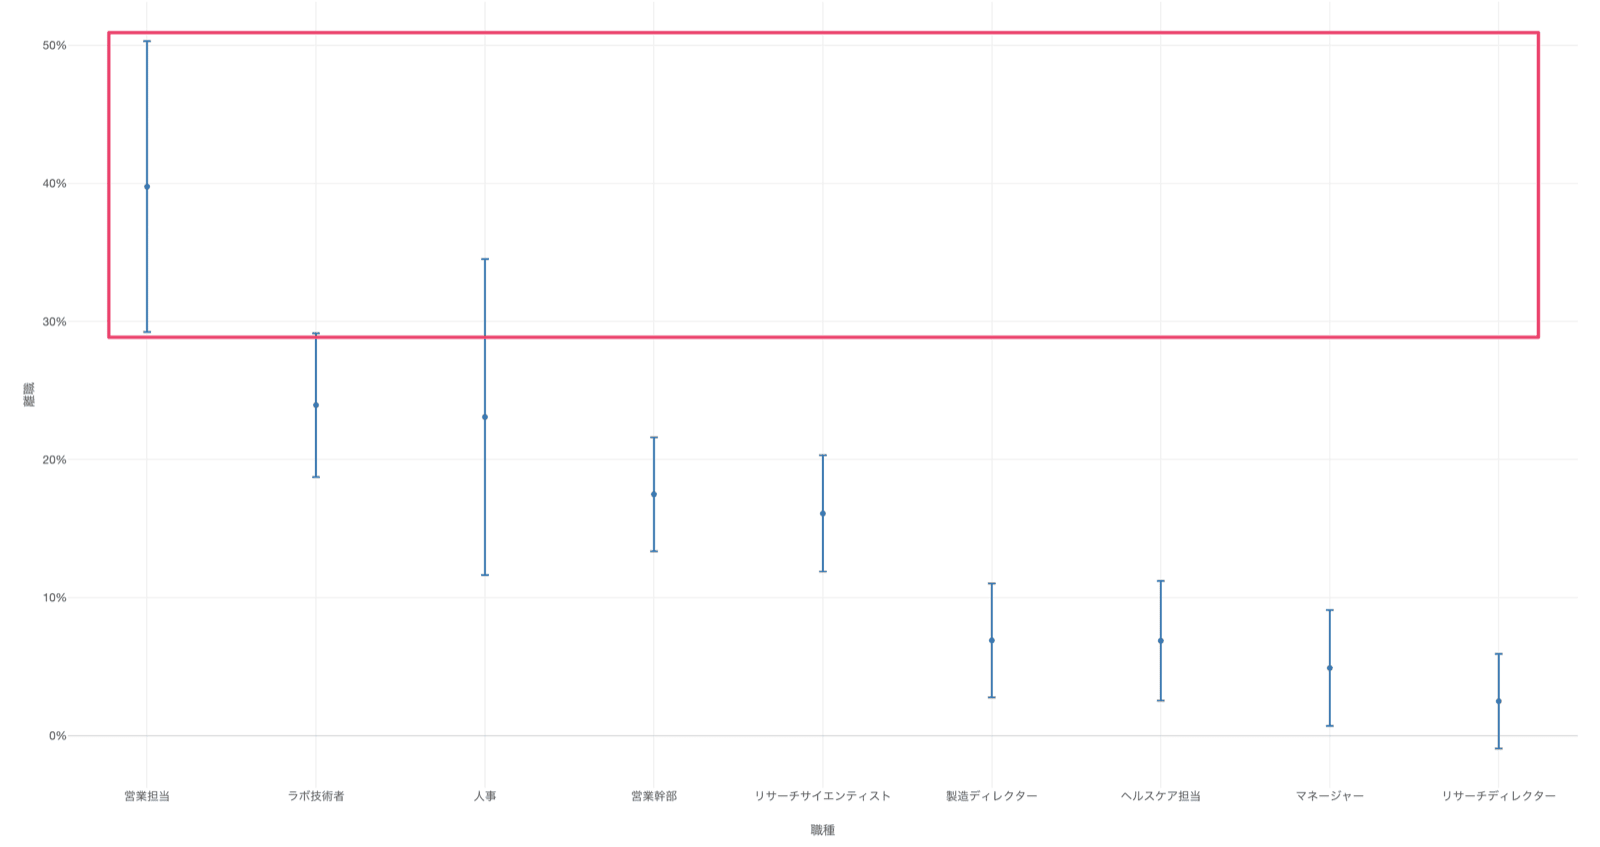 50%
40%
30%
20%
10%
0%
離職
営業担当
ラボ技術者
人事
営業幹部
リサーチサイエンティスト
製造ディレクター
ヘルスケア担当
マネージャー
リサーチディレクター
職種